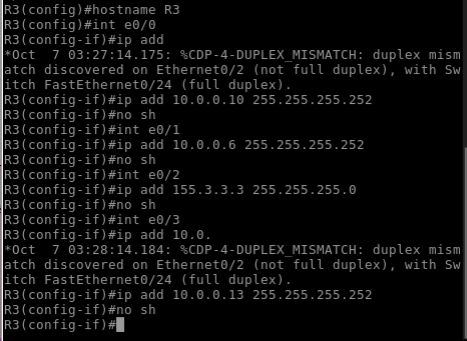 R3(config)#hostname R3
R3(config)#int e0/0
R3(config-if)#ip add
*Oct  7 03:27:14.175: %CDP-4-DUPLEX_MISMATCH: duplex mism
atch discovered on Ethernet0/2 (not full duplex), with Sw
itch FastEthernet0/24 (full duplex).
R3(config-if)#ip add 10.0.0.10 255.255.255.252
R3(config-if)#no sh
R3(config-if)#int e0/1
R3(config-if)#ip add 10.0.0.6 255.255.255.252
R3(config-if)#no sh
R3(config-if)#int e0/2
R3(config-if)#ip add 155.3.3.3 255.255.255.0
R3(config-if)#no sh
R3(config-if)#int e0/3
R3(config-if)#ip add 10.0.
*Oct  7 03:28:14.184: %CDP-4-DUPLEX_MISMATCH: duplex mism
atch discovered on Ethernet0/2 (not full duplex), with Sw
itch FastEthernet0/24 (full duplex).
R3(config-if)#ip add 10.0.0.13 255.255.255.252
R3(config-if)#no sh
R3(config-if)#